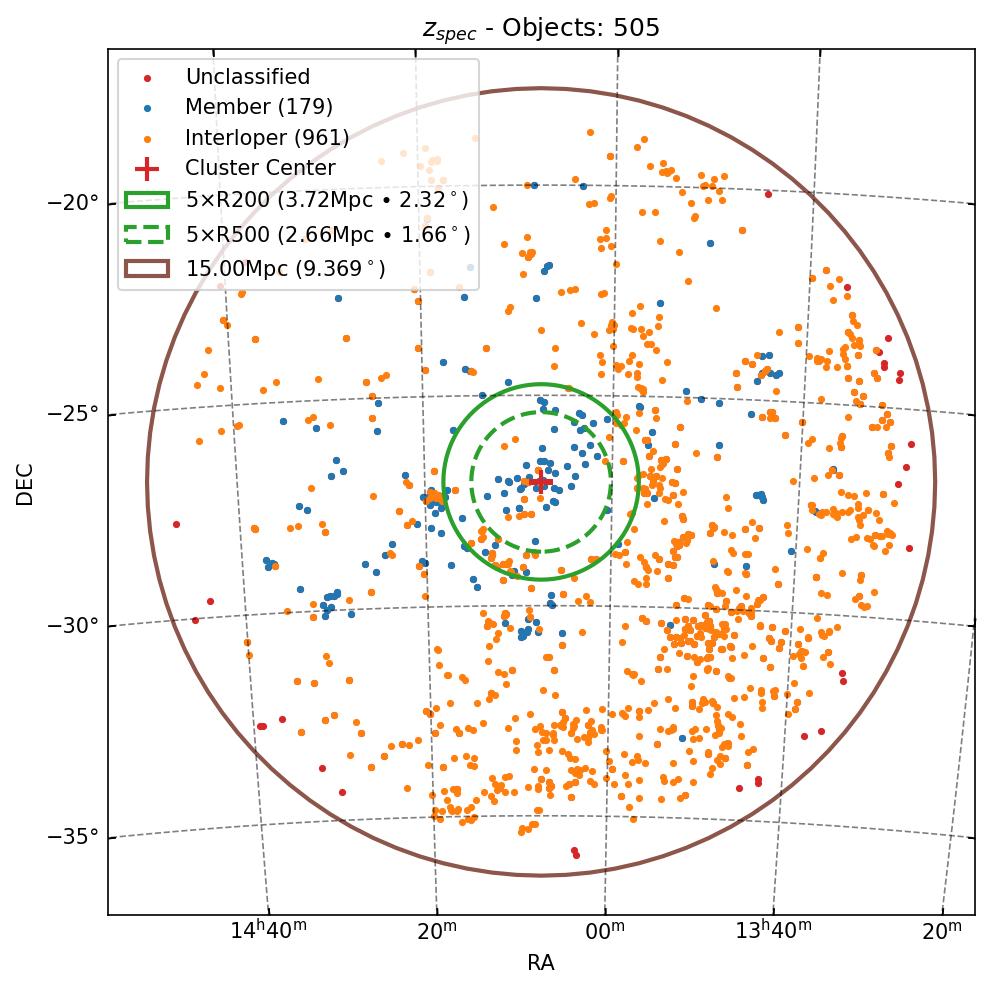 z_spec - Objects: 505
Unclassified
Member (179)
Interloper (961)
Cluster Center
5×R200 (3.72Mpc • 2.32°)
5×R500 (2.66Mpc • 1.66°)
15.00Mpc (9.369°)
−20°
−25°
−30°
−35°
DEC
14h40m 20m 00m 13h40m 20m
RA